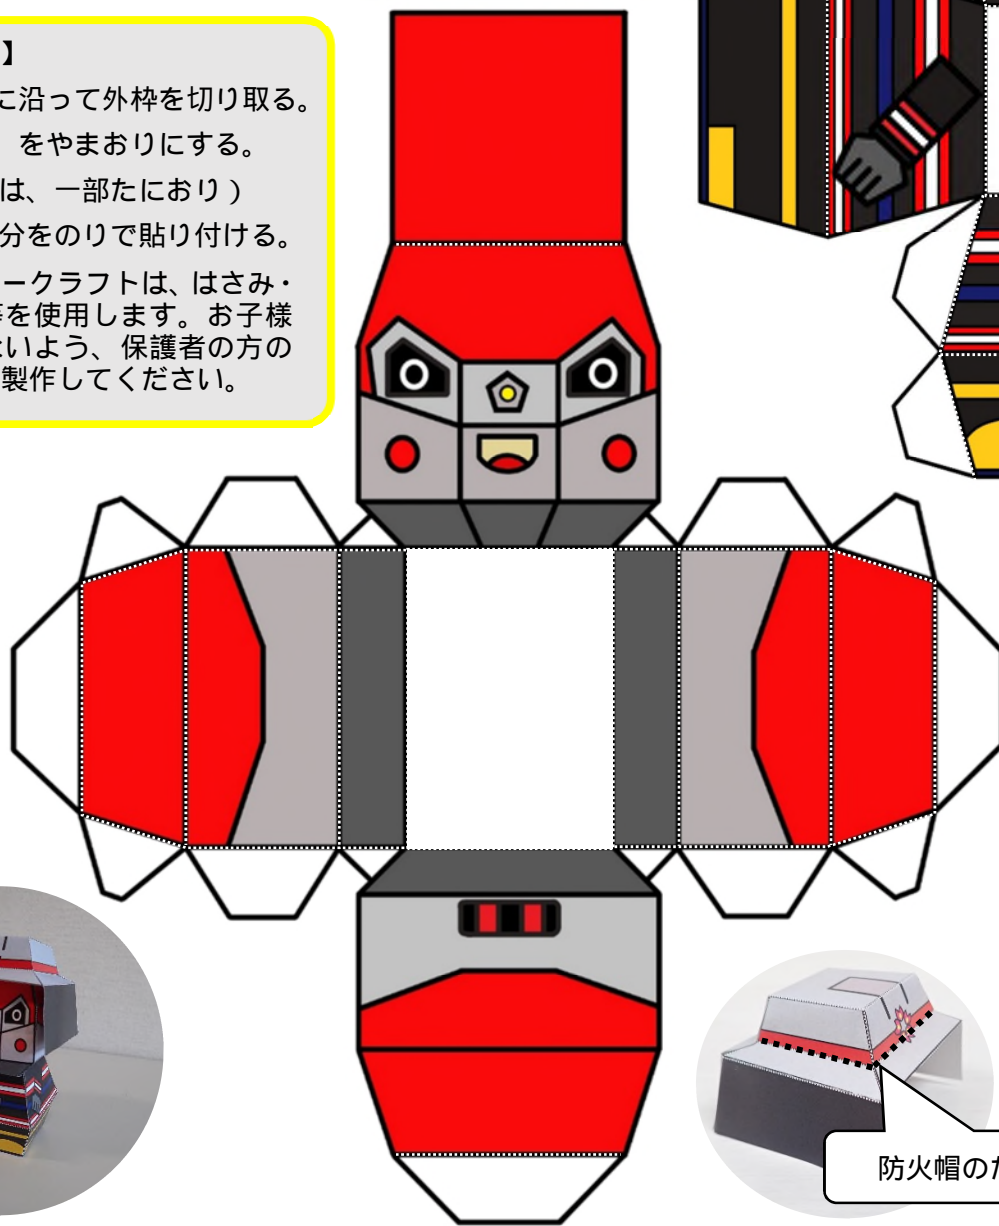 】
に沿って外枠を切り取る。
をやまおりにする。
は、一部たにおり）
分をのりで貼り付ける。
ークラフトは、はさみ・
等を使用します。お子様
いよう、保護者の方の
製作してください。
防火帽の